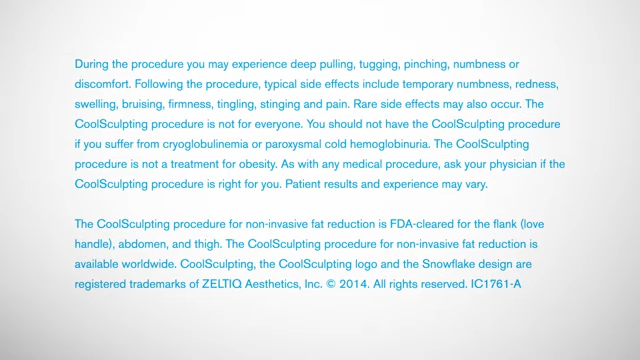 During the procedure you may experience deep pulling, tugging, pinching, numbness or
discomfort. Following the procedure, typical side effects include temporary numbness, redness,
swelling, bruising, firmness, tingling, stinging and pain. Rare side effects may also occur. The
CoolSculpting procedure is not for everyone. You should not have the CoolSculpting procedure
if you suffer from cryoglobulinemia or paroxysmal cold hemoglobinuria. The CoolSculpting
procedure is not a treatment for obesity. As with any medical procedure, ask your physician if the
CoolSculpting procedure is right for you. Patient results and experience may vary.
The CoolSculpting procedure for non-invasive fat reduction is FDA-cleared for the flank (love
handle), abdomen, and thigh. The CoolSculpting procedure for non-invasive fat reduction is
available worldwide. CoolSculpting, the CoolSculpting logo and the Snowflake design are
registered trademarks of ZELTIQ Aesthetics, Inc. © 2014. All rights reserved. IC1761-A